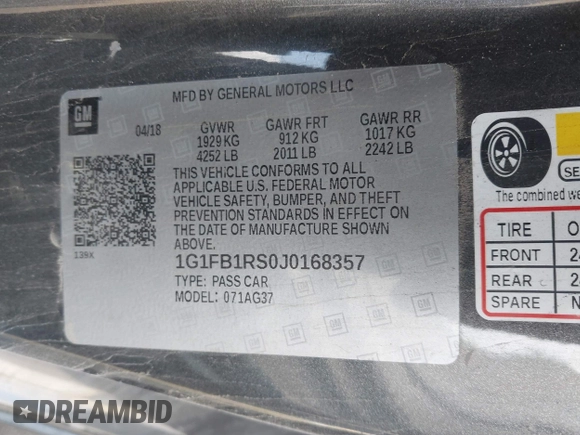 MFD BY GENERAL MOTORS LLC
GM
04/18 GVWR GAWR FRT GAWR RR
1929 KG 912 KG 1017 KG
4252 LB 2011 LB 2242 LB
THIS VEHICLE CONFORMS TO ALL
APPLICABLE U.S. FEDERAL MOTOR
VEHICLE SAFETY, BUMPER, AND THEFT
PREVENTION STANDARDS IN EFFECT ON
THE DATE OF MANUFACTURE SHOWN
ABOVE.
139X
1G1FB1RS0J0168357
TYPE: PASS CAR
MODEL: 071AG37
The combined
TIRE
FRONT
REAR
SPARE
DREAMBID